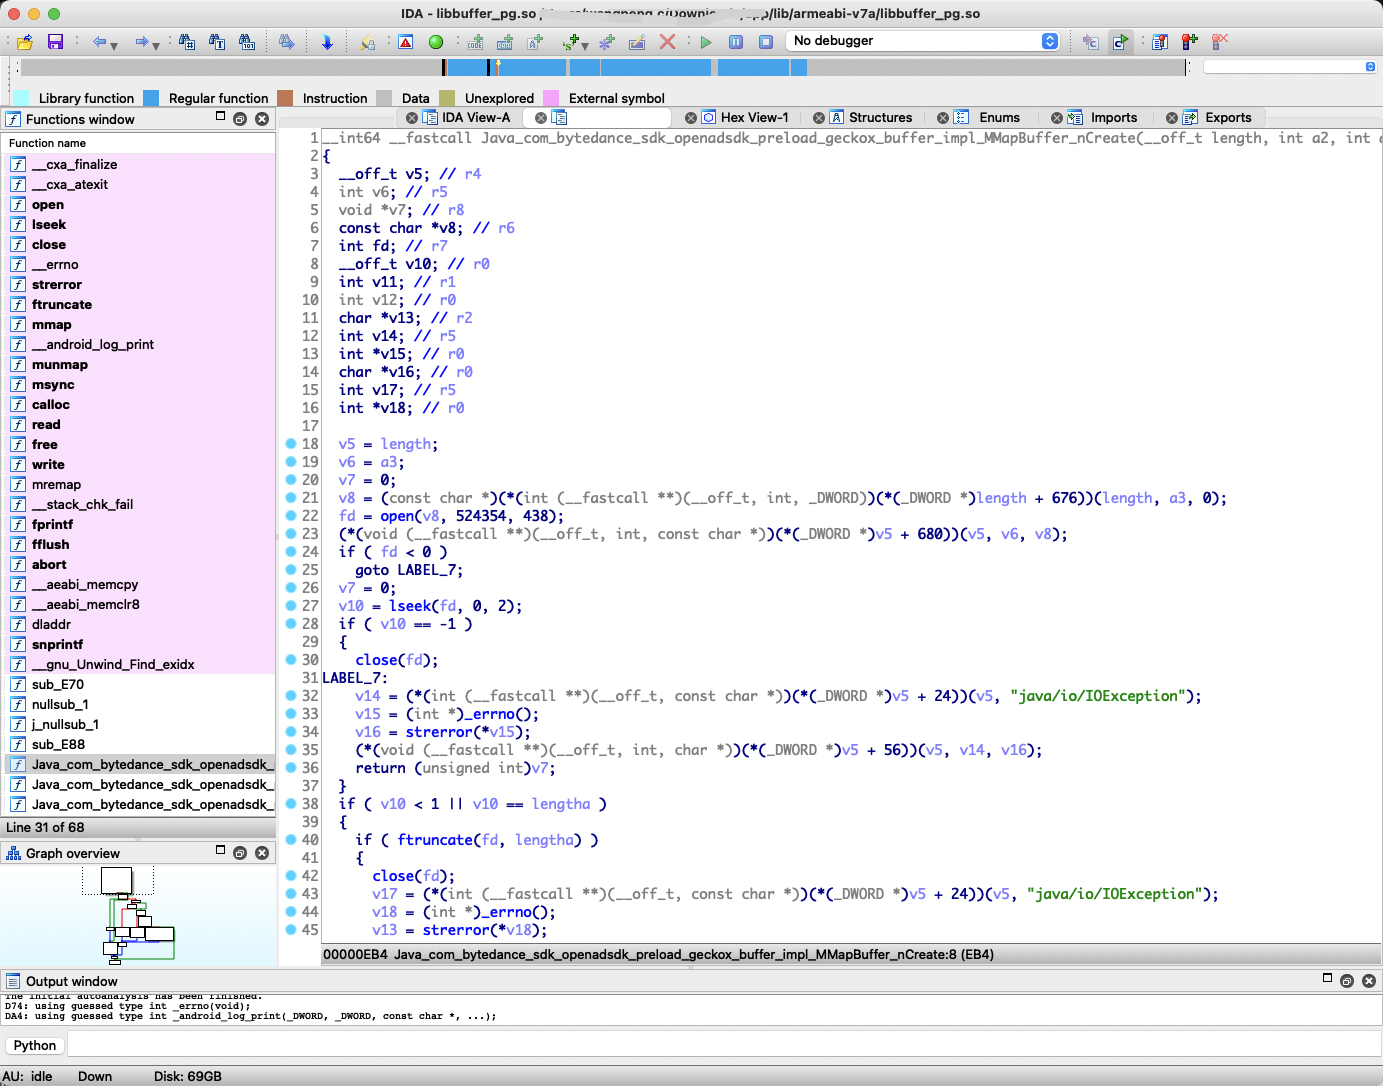 IDA - libbuffer_pg.so
pp/lib/armeabi-v7a/libbuffer_pg.so
No debugger
Library function
Regular function
Instruction
Data
Unexplored
External symbol
Functions window
IDA View-A
Hex View-1
Structures
Enums
Imports
Exports
Function name
__cxa_finalize
__cxa_atexit
open
lseek
close
__errno
strerror
ftruncate
mmap
__android_log_print
munmap
msync
calloc
read
free
write
mremap
__stack_chk_fail
fprintf
fflush
abort
__aeabi_memcpy
__aeabi_memclr8
dladdr
snprintf
__gnu_Unwind_Find_exidx
sub_E70
nullsub_1
j_nullsub_1
sub_E88
Java_com_bytedance_sdk_openadsdk_
Java_com_bytedance_sdk_openadsdk_
Java_com_bytedance_sdk_openadsdk_
Line 31 of 68
Graph overview
1 __int64 __fastcall Java_com_bytedance_sdk_openadsdk_preload_geckox_buffer_impl_MMapBuffer_nCreate(__off_t length, int a2, int
2 {
3 __off_t v5; // r4
4 int v6; // r5
5 void *v7; // r8
6 const char *v8; // r6
7 int fd; // r7
8 __off_t v10; // r0
9 int v11; // r1
10 int v12; // r0
11 char *v13; // r2
12 int v14; // r5
13 int *v15; // r0
14 char *v16; // r0
15 int v17; // r5
16 int *v18; // r0
17
18 v5 = length;
19 v6 = a3;
20 v7 = 0;
21 v8 = (const char *)(*(int (__fastcall **)(__off_t, int, _DWORD))(*(_DWORD *)length + 676))(length, a3, 0);
22 fd = open(v8, 524354, 438);
23 (*(void (__fastcall **)(__off_t, int, const char *))(*(_DWORD *)v5 + 680))(v5, v6, v8);
24 if ( fd < 0 )
25 goto LABEL_7;
26 v7 = 0;
27 v10 = lseek(fd, 0, 2);
28 if ( v10 == -1 )
29 {
30 close(fd);
31 LABEL_7:
32 v14 = (*(int (__fastcall **)(__off_t, const char *))(*(_DWORD *)v5 + 24))(v5, "java/io/IOException");
33 v15 = (int *)_errno();
34 v16 = strerror(*v15);
35 (*(void (__fastcall **)(__off_t, int, char *))(*(_DWORD *)v5 + 56))(v5, v14, v16);
36 return (unsigned int)v7;
37 }
38 if ( v10 < 1 || v10 == lengtha )
39 {
40 if ( ftruncate(fd, lengtha) )
41 {
42 close(fd);
43 v17 = (*(int (__fastcall **)(__off_t, const char *))(*(_DWORD *)v5 + 24))(v5, "java/io/IOException");
44 v18 = (int *)_errno();
45 v13 = strerror(*v18);
00000EB4 Java_com_bytedance_sdk_openadsdk_preload_geckox_buffer_impl_MMapBuffer_nCreate:8 (EB4)
Output window
The initial autoanalysis has been finished.
D74: using guessed type int _errno(void);
DA4: using guessed type int _android_log_print(_DWORD, _DWORD, const char *, ...);
Python
AU: idle Down Disk: 69GB